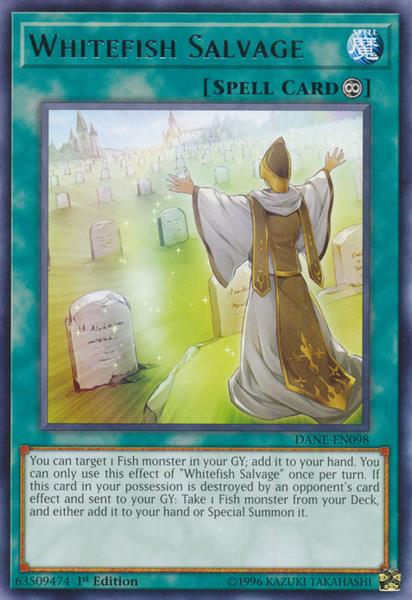 WHITEFISH SALVAGE
SPELL
魔
[SPELL CARD]
DANE-EN098
You can target 1 Fish monster in your GY; add it to your hand. You
can only use this effect of "Whitefish Salvage" once per turn. If
this card in your possession is destroyed by an opponent's card
effect and sent to your GY: Take 1 Fish monster from your Deck,
and either add it to your hand or Special Summon it.
63509474 1st Edition
©1996 KAZUKI TAKAHASHI